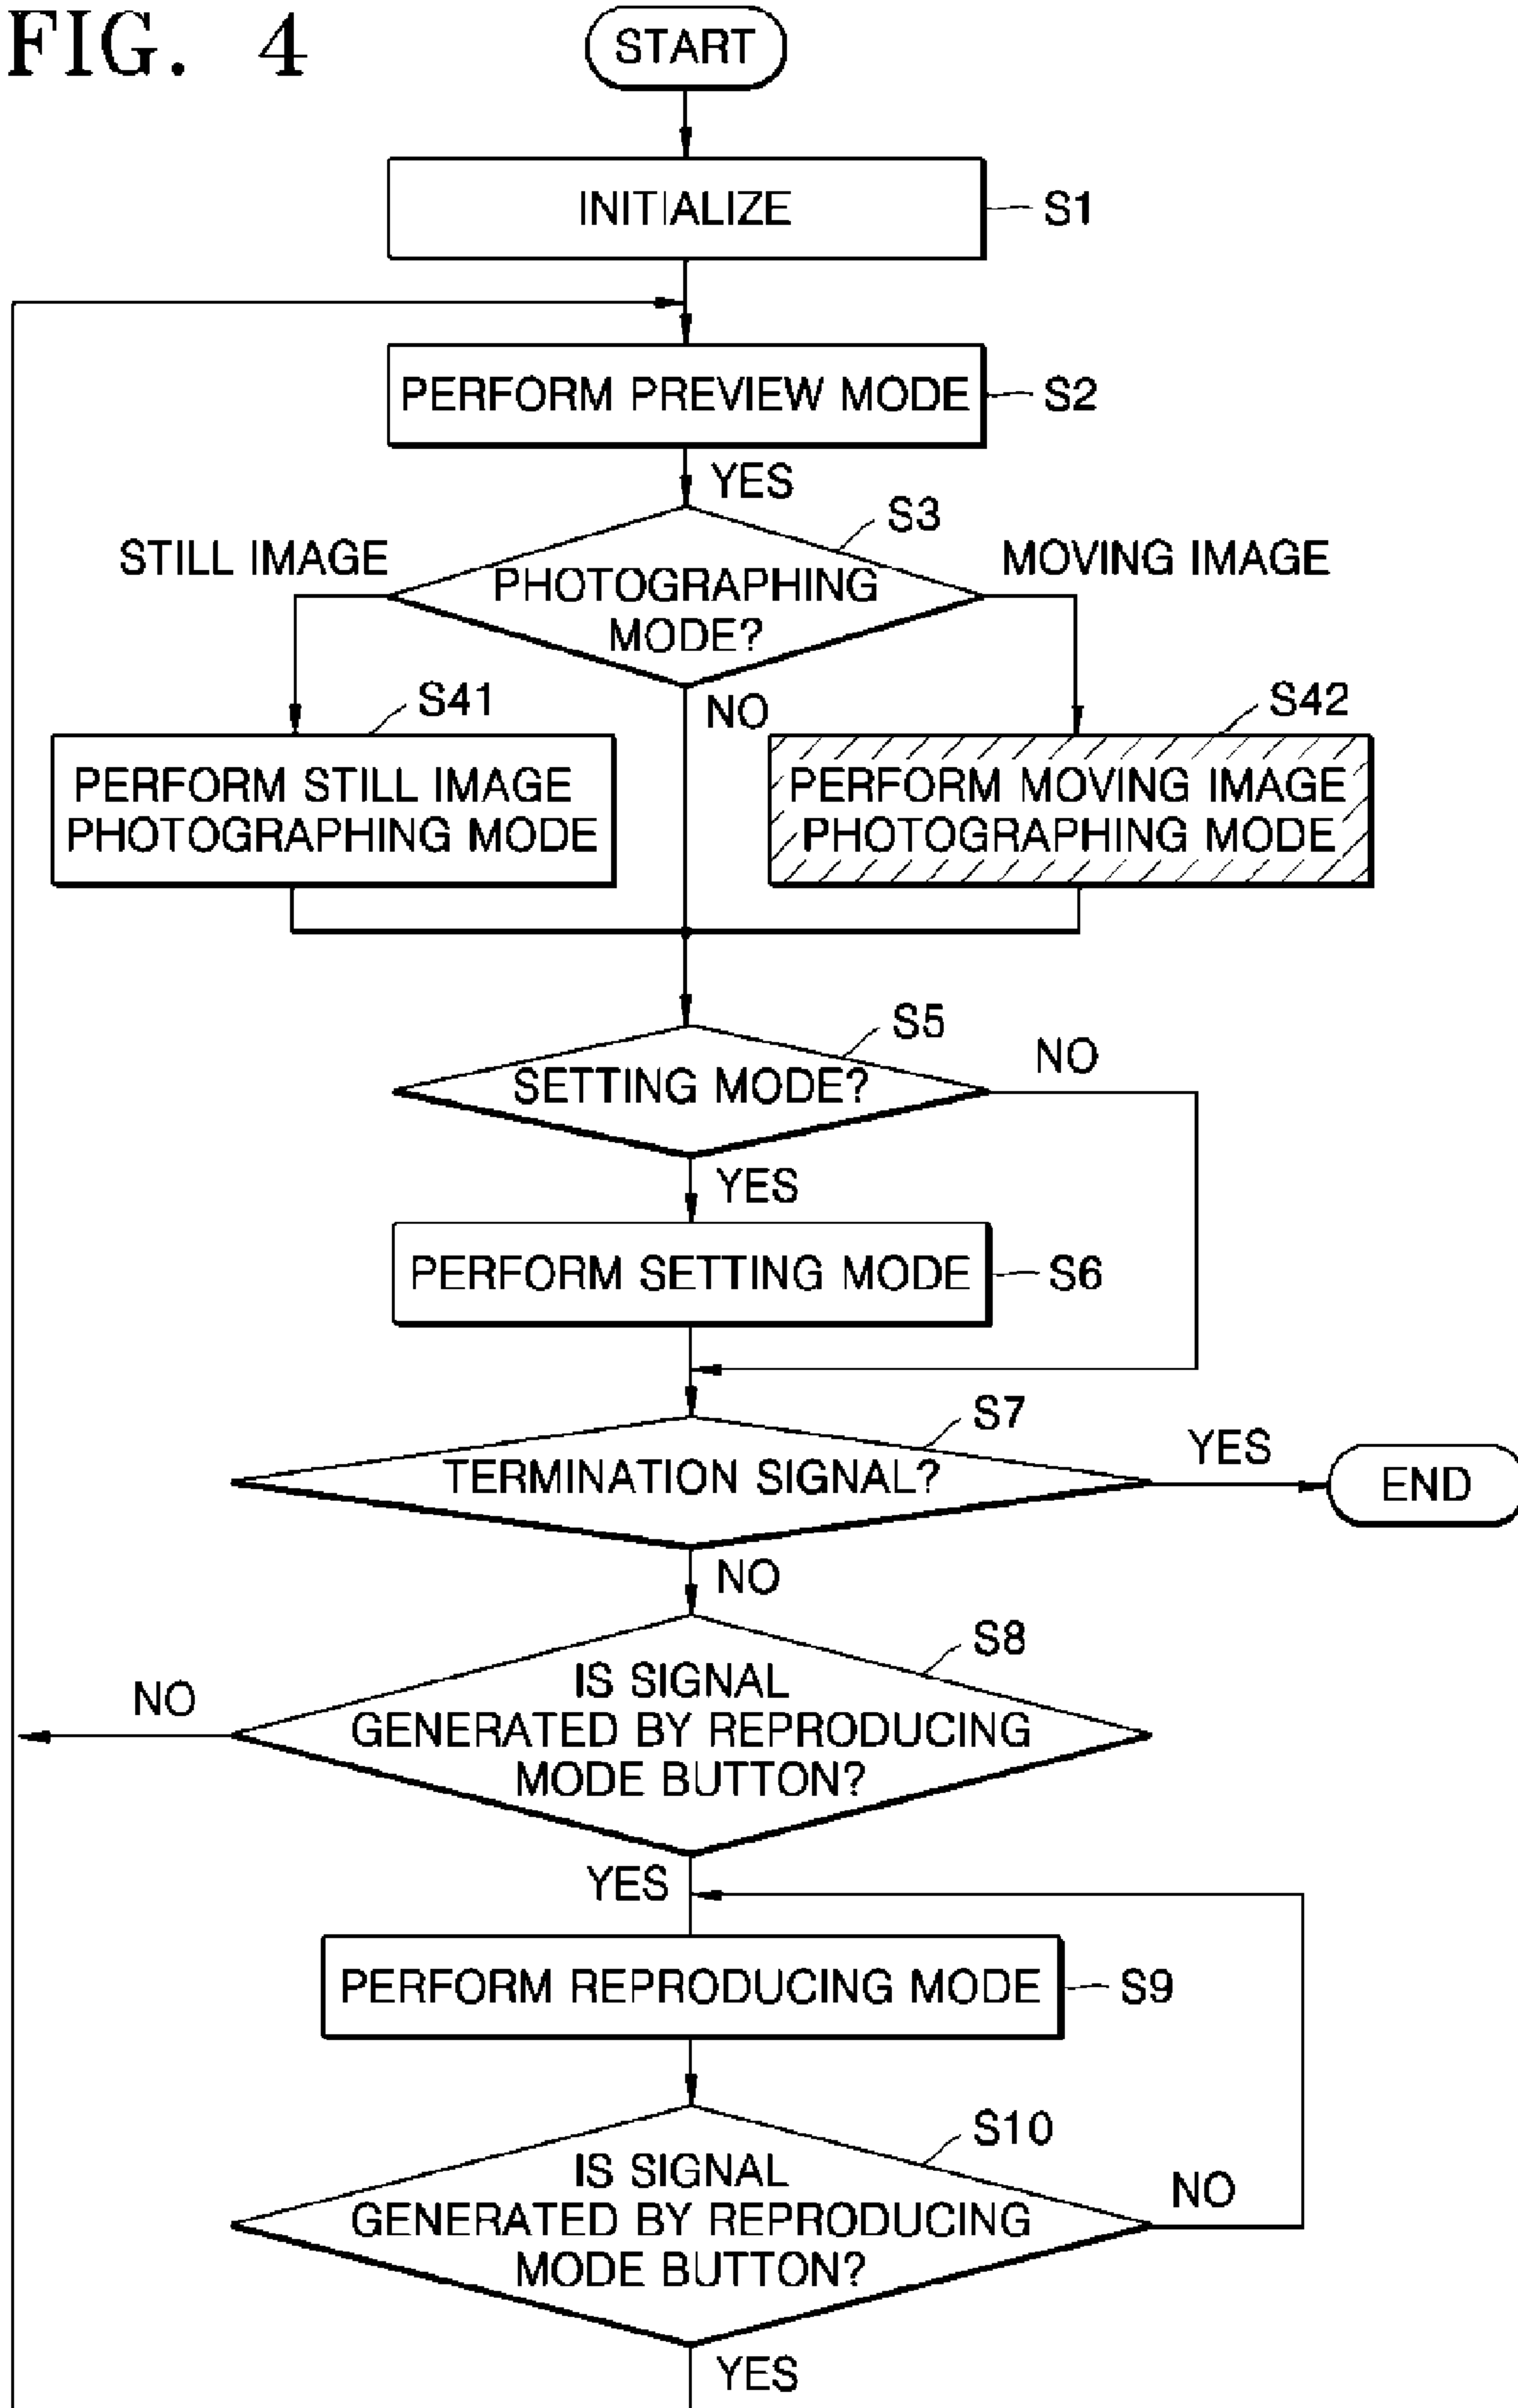 FIG. 4
START
INITIALIZE
S1
PERFORM PREVIEW MODE
S2
YES
S3
STILL IMAGE
MOVING IMAGE
PHOTOGRAPHING
MODE?
S41
NO
S42
PERFORM STILL IMAGE
PHOTOGRAPHING MODE
PERFORM MOVING IMAGE
PHOTOGRAPHING MODE
S5
NO
SETTING MODE?
YES
PERFORM SETTING MODE
S6
S7
YES
TERMINATION SIGNAL?
END
NO
S8
NO
IS SIGNAL
GENERATED BY REPRODUCING
MODE BUTTON?
YES
PERFORM REPRODUCING MODE
S9
S10
IS SIGNAL
GENERATED BY REPRODUCING
MODE BUTTON?
NO
YES